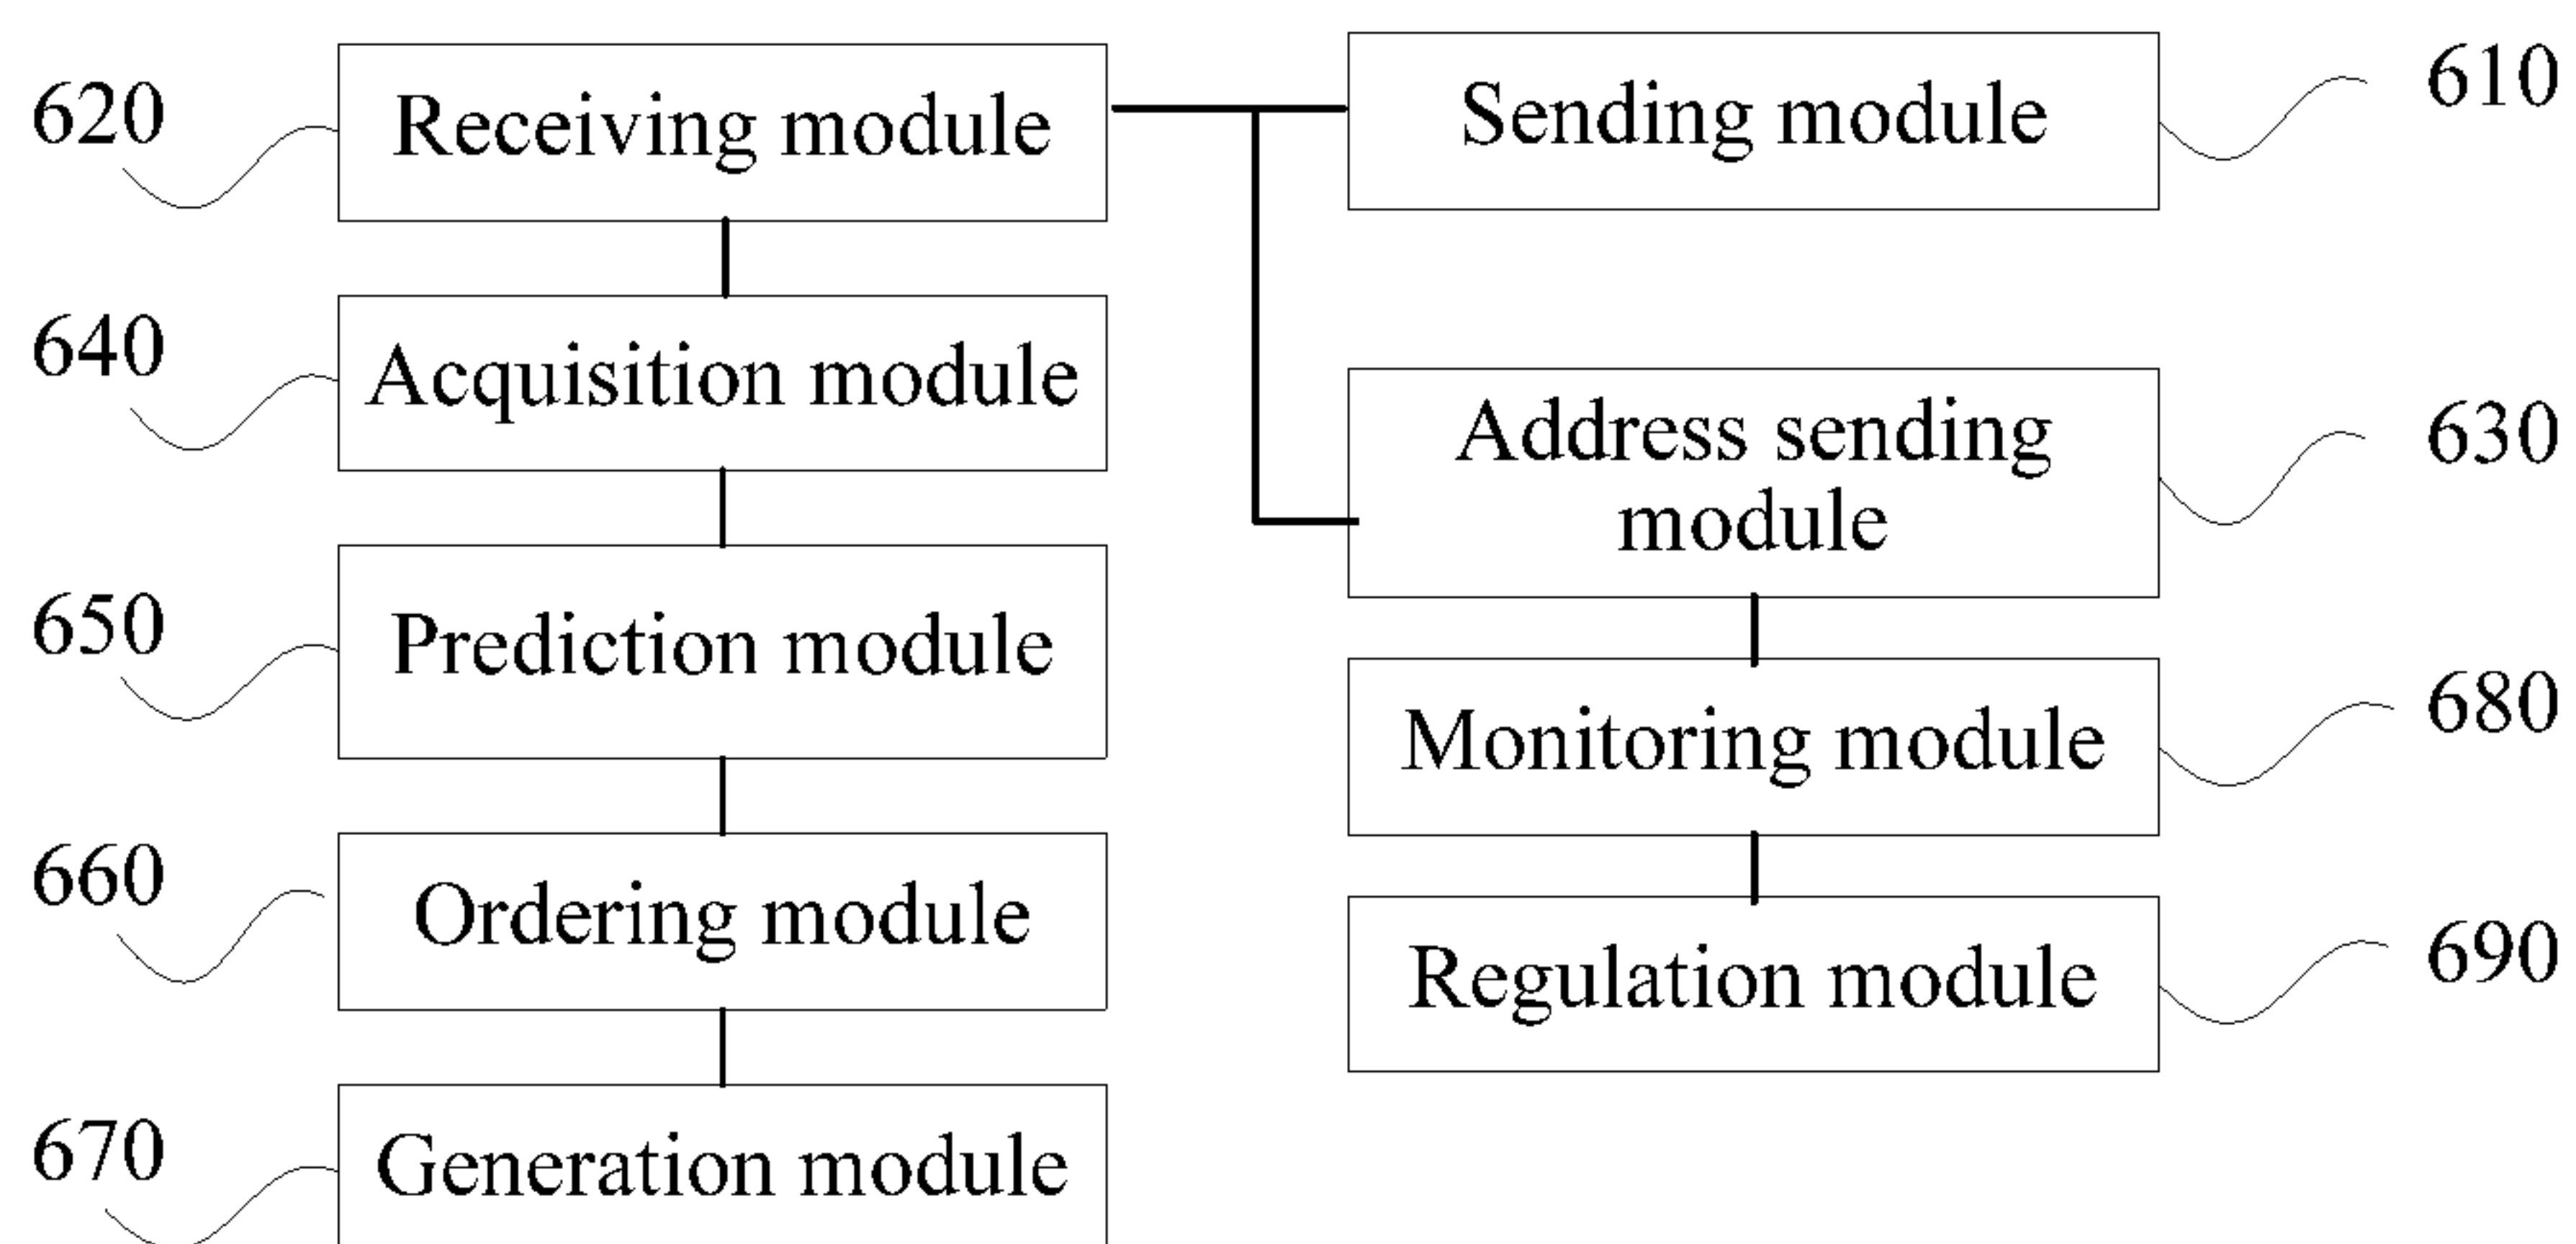 620
Receiving module
Sending module
610
640
Acquisition module
Address sending
module
630
650
Prediction module
Monitoring module
680
660
Ordering module
Regulation module
690
670
Generation module